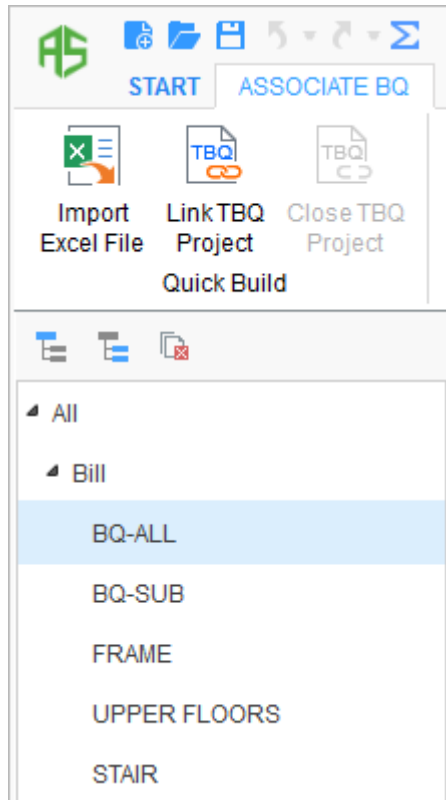 AS
START ASSOCIATE BQ
TBQ TBQ
Import Link TBQ Close TBQ
Excel File Project Project
Quick Build
All
Bill
BQ-ALL
BQ-SUB
FRAME
UPPER FLOORS
STAIR